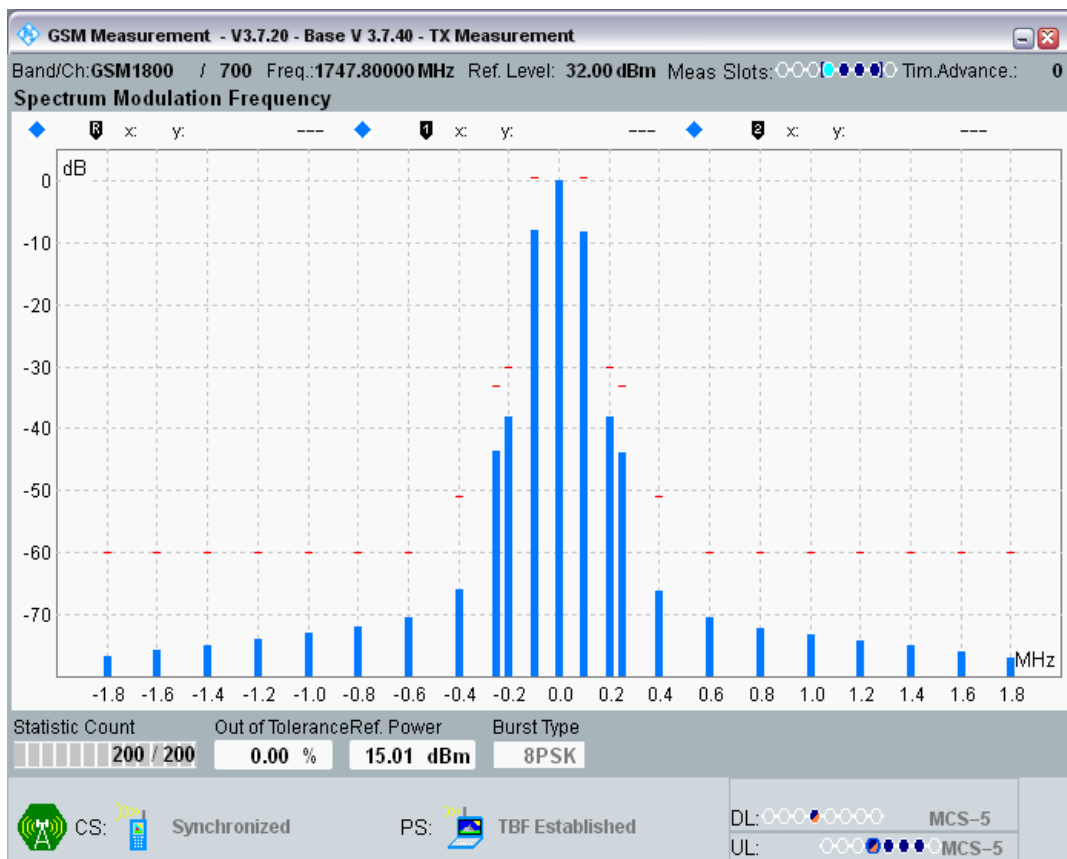 GSM Measurement - V3.7.20 - Base V 3.7.40 - TX Measurement
Band/Ch:GSM1800 / 700 Freq.:1747.80000 MHz Ref. Level: 32.00 dBm Meas Slots: Tim.Advance.: 0
Spectrum Modulation Frequency
R x: y: --- 1 x: y: --- 2 x: y: ---
dB
0
-10
-20
-30
-40
-50
-60
-70
MHz
-1.8 -1.6 -1.4 -1.2 -1.0 -0.8 -0.6 -0.4 -0.2 0.0 0.2 0.4 0.6 0.8 1.0 1.2 1.4 1.6 1.8
Statistic Count Out of Tolerance Ref. Power Burst Type
200 / 200 0.00 % 15.01 dBm 8PSK
CS: Synchronized PS: TBF Established
DL: MCS-5
UL: MCS-5